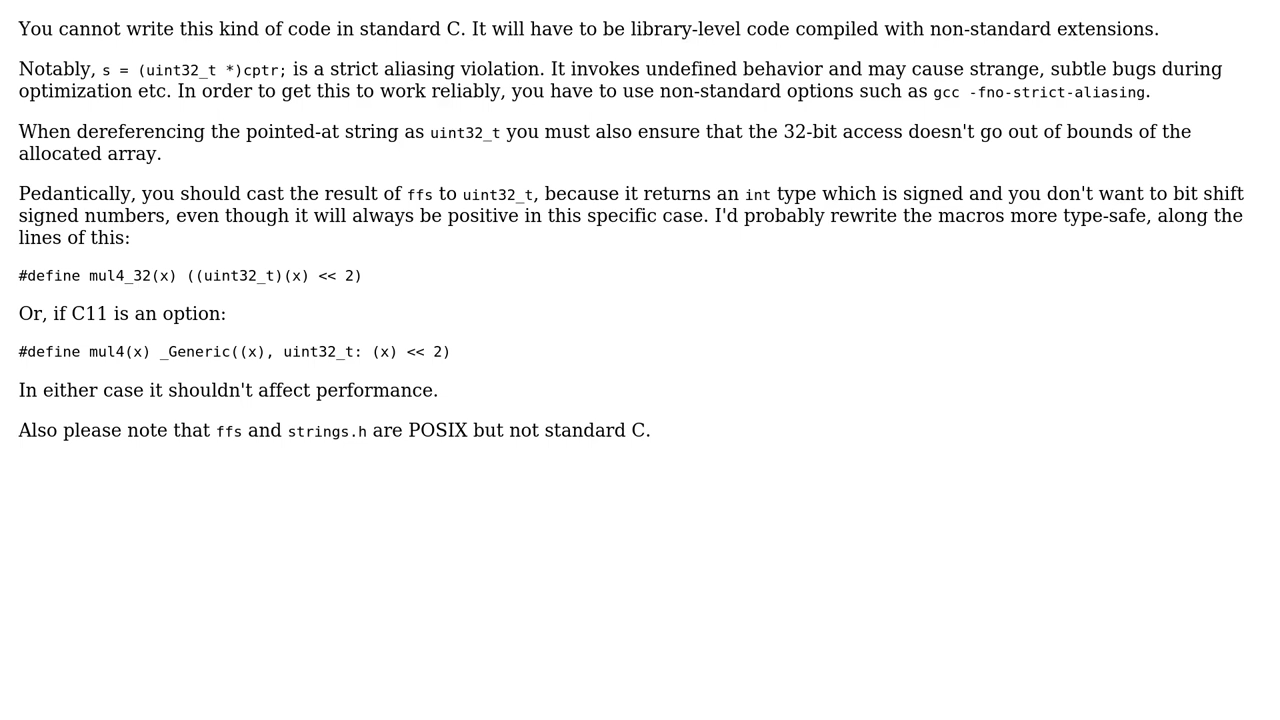 You cannot write this kind of code in standard C. It will have to be library-level code compiled with non-standard extensions.
Notably, s = (uint32_t *)cptr; is a strict aliasing violation. It invokes undefined behavior and may cause strange, subtle bugs during
optimization etc. In order to get this to work reliably, you have to use non-standard options such as gcc -fno-strict-aliasing.
When dereferencing the pointed-at string as uint32_t you must also ensure that the 32-bit access doesn't go out of bounds of the
allocated array.
Pedantically, you should cast the result of ffs to uint32_t, because it returns an int type which is signed and you don't want to bit shift
signed numbers, even though it will always be positive in this specific case. I'd probably rewrite the macros more type-safe, along the
lines of this:
#define mul4_32(x) ((uint32_t)(x) << 2)
Or, if C11 is an option:
#define mul4(x) _Generic((x), uint32_t: (x) << 2)
In either case it shouldn't affect performance.
Also please note that ffs and strings.h are POSIX but not standard C.